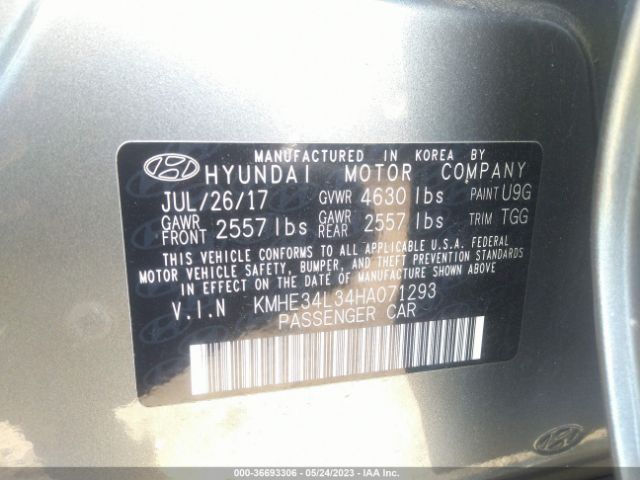 MANUFACTURED IN KOREA BY
HYUNDAI MOTOR COMPANY
JUL/26/17 GVWR 4630 lbs PAINT U9G
GAWR FRONT 2557 lbs GAWR REAR 2557 lbs TRIM TGG
THIS VEHICLE CONFORMS TO ALL APPLICABLE U.S.A. FEDERAL
MOTOR VEHICLE SAFETY, BUMPER, AND THEFT PREVENTION STANDARDS
IN EFFECT ON THE DATE OF MANUFACTURE SHOWN ABOVE
V.I.N KMHE34L34HA071293
PASSENGER CAR
000-36693306 - 05/24/2023 - IAA Inc.